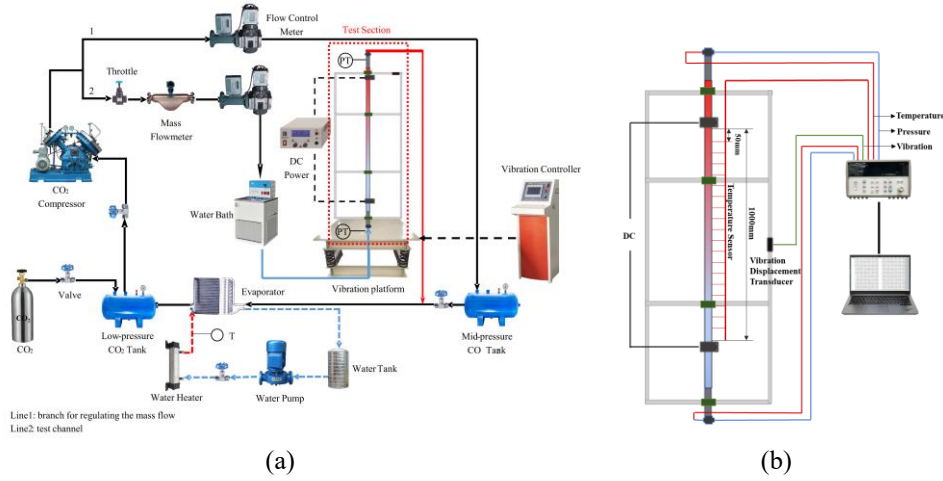 Flow Control
Meter
1
2
Throttle
Mass
Flowmeter
Test Section
PT
DC
Power
CO2
Compressor
Water Bath
PT
Vibration Controller
Vibration platform
Valve
Evaporator
CO2
CO2
Low-pressure
CO2 Tank
T
Mid-pressure
CO Tank
Water Heater
Water Pump
Water Tank
Line1: branch for regulating the mass flow
Line2: test channel
(a)
Temperature
Pressure
Vibration
50mm
Temperature Sensor
1000mm
DC
Vibration
Displacement
Transducer
(b)